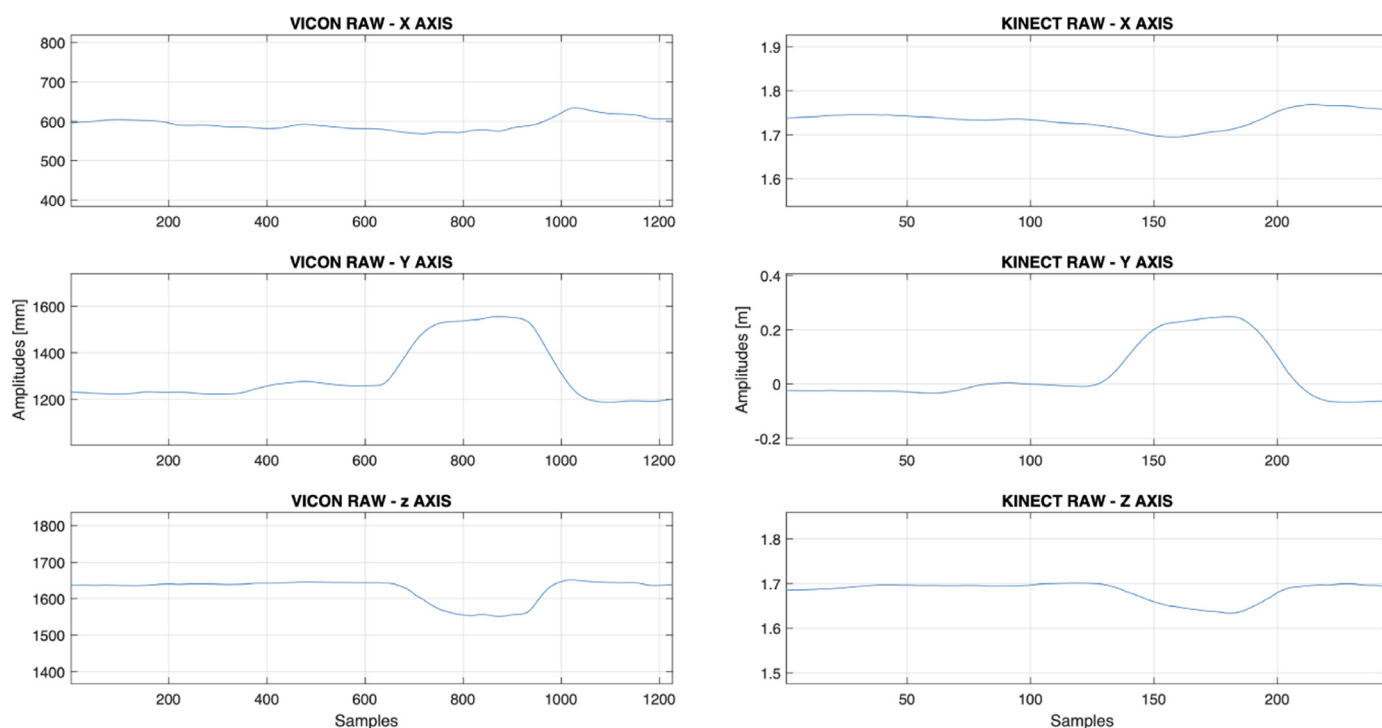 VICON RAW - X AXIS
800
700
600
500
400
200 400 600 800 1000 1200
KINECT RAW - X AXIS
1.9
1.8
1.7
1.6
50 100 150 200
VICON RAW - Y AXIS
Amplitudes [mm]
1600
1400
1200
200 400 600 800 1000 1200
KINECT RAW - Y AXIS
Amplitudes [m]
0.4
0.2
0
-0.2
50 100 150 200
VICON RAW - z AXIS
1800
1700
1600
1500
1400
200 400 600 800 1000 1200
Samples
KINECT RAW - Z AXIS
1.8
1.7
1.6
1.5
50 100 150 200
Samples